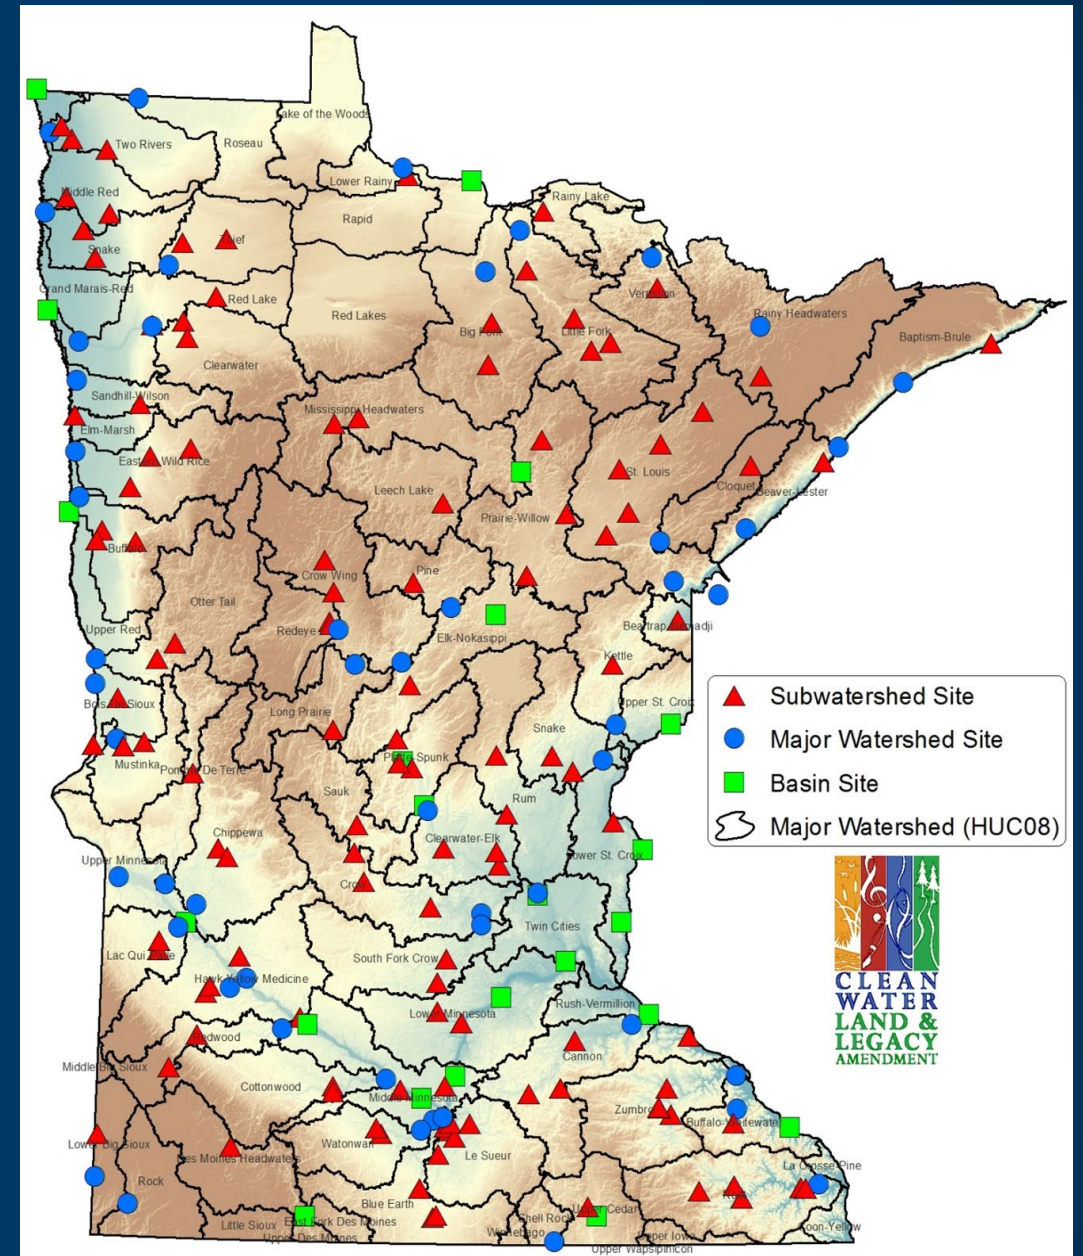 Lake of the Woods
Two Rivers
Roseau
Lower Rainy
Rainy Lake
Middle Red
Rapid
Snake
Thief
Grand Marais-Red
Red Lake
Vermilion
Red Lakes
Big Fork
Little Fork
Rainy Headwaters
Baptism-Brule
Clearwater
Sandhill-Wilson
Mississippi Headwaters
Elm-Marsh
Eastern Wild Rice
St. Louis
Cloquet
Beaver-Lester
Leech Lake
Prairie-Willow
Buffalo
Crow Wing
Pine
Otter Tail
Upper Red
Redeye
Elk-Nokasippi
Beartrap-Nemadji
Kettle
Bois De Sioux
Long Prairie
Upper St. Croix
Snake
Mustinka
Pomme De Terre
Platte-Spunk
Sauk
Rum
Chippewa
Clearwater-Elk
Lower St. Croix
Upper Minnesota
Crow
Twin Cities
Lac Qui Parle
South Fork Crow
Hawk-Yellow Medicine
Rush-Vermillion
Lower Minnesota
Redwood
Cannon
Middle Big Sioux
Cottonwood
Middle Minnesota
Zumbro
Buffalo-Whitewater
Lower Big Sioux
Watonwan
Des Moines Headwaters
Le Sueur
La Crosse-Pine
Rock
Root
Blue Earth
Little Sioux
East Fork Des Moines
Upper Des Moines
Winnebago
Shell Rock
Upper Cedar
Upper Iowa
Upper Wapsipinicon
Coon-Yellow
Subwatershed Site
Major Watershed Site
Basin Site
Major Watershed (HUC08)
CLEAN
WATER
LAND &
LEGACY
AMENDMENT